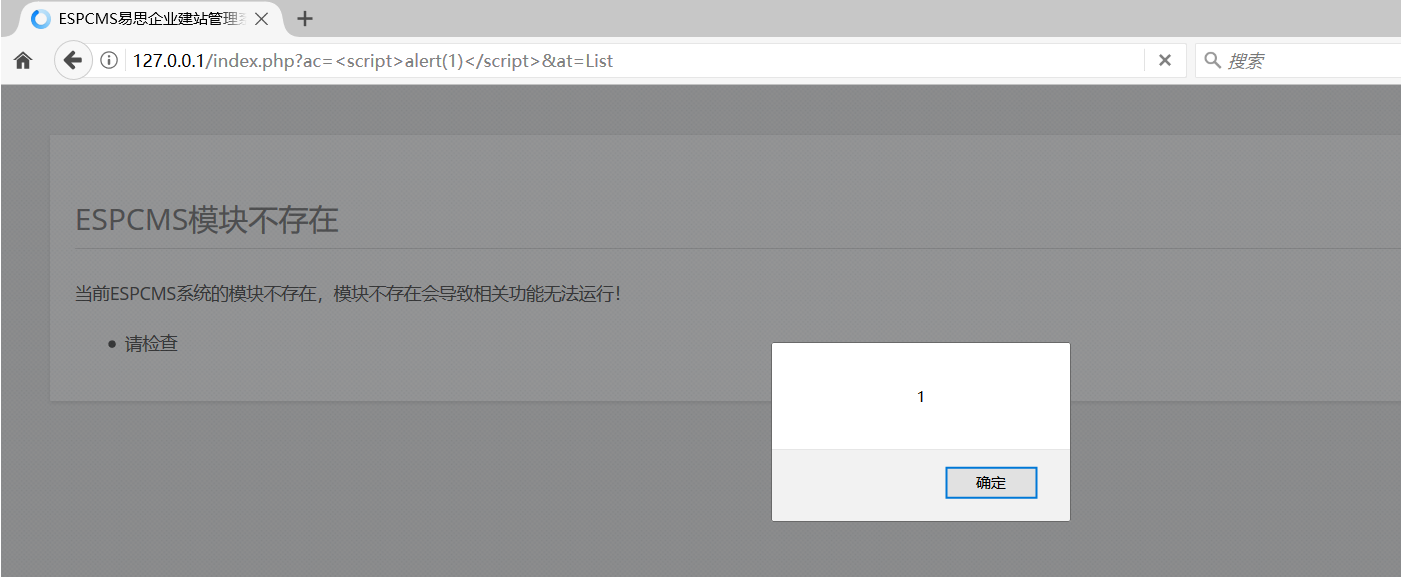 ESPCMS易思企业建站管理
127.0.0.1/index.php?ac=<script>alert(1)</script>&at=List
搜索
ESPCMS模块不存在
当前ESPCMS系统的模块不存在，模块不存在会导致相关功能无法运行！
• 请检查
1
确定